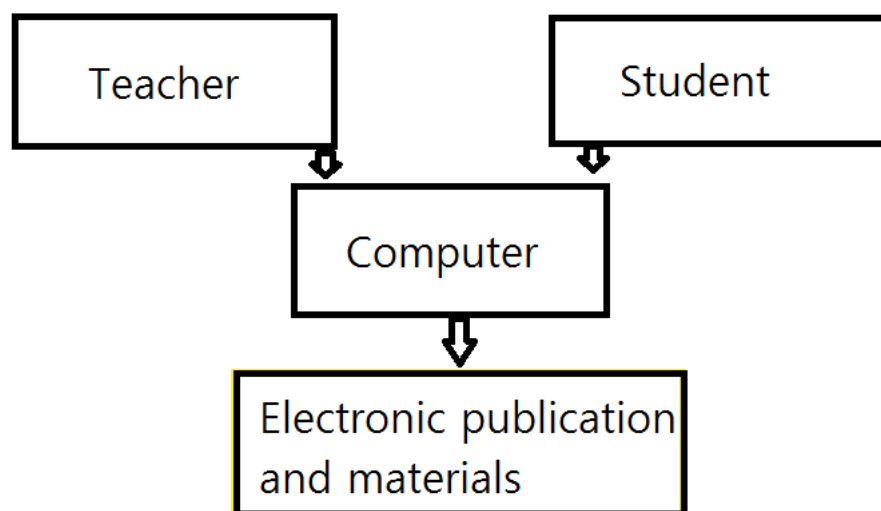 Teacher
Student
Computer
Electronic publication
and materials